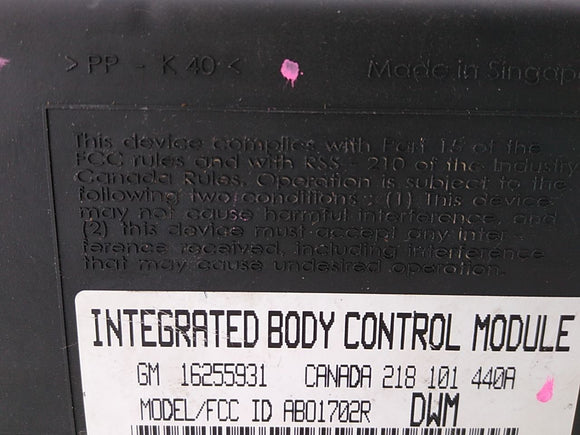 >PP - K40<
Made in Singap
This device complies with Part 15 of the
FCC rules and with RSS - 210 of the Industry
Canada Rules. Operation is subject to the
following two conditions : (1) This device
may not cause harmful interference, and
(2) this device must accept any inter -
ference received, including interference
that may cause undesired operation.
INTEGRATED BODY CONTROL MODULE
GM 16255931 CANADA 218 101 440A
MODEL/FCC ID ABO1702R DWM